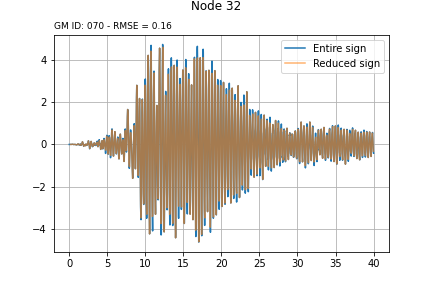 Node 32
GM ID: 070 - RMSE = 0.16
Entire sign
Reduced sign
4
2
0
−2
−4
0 5 10 15 20 25 30 35 40